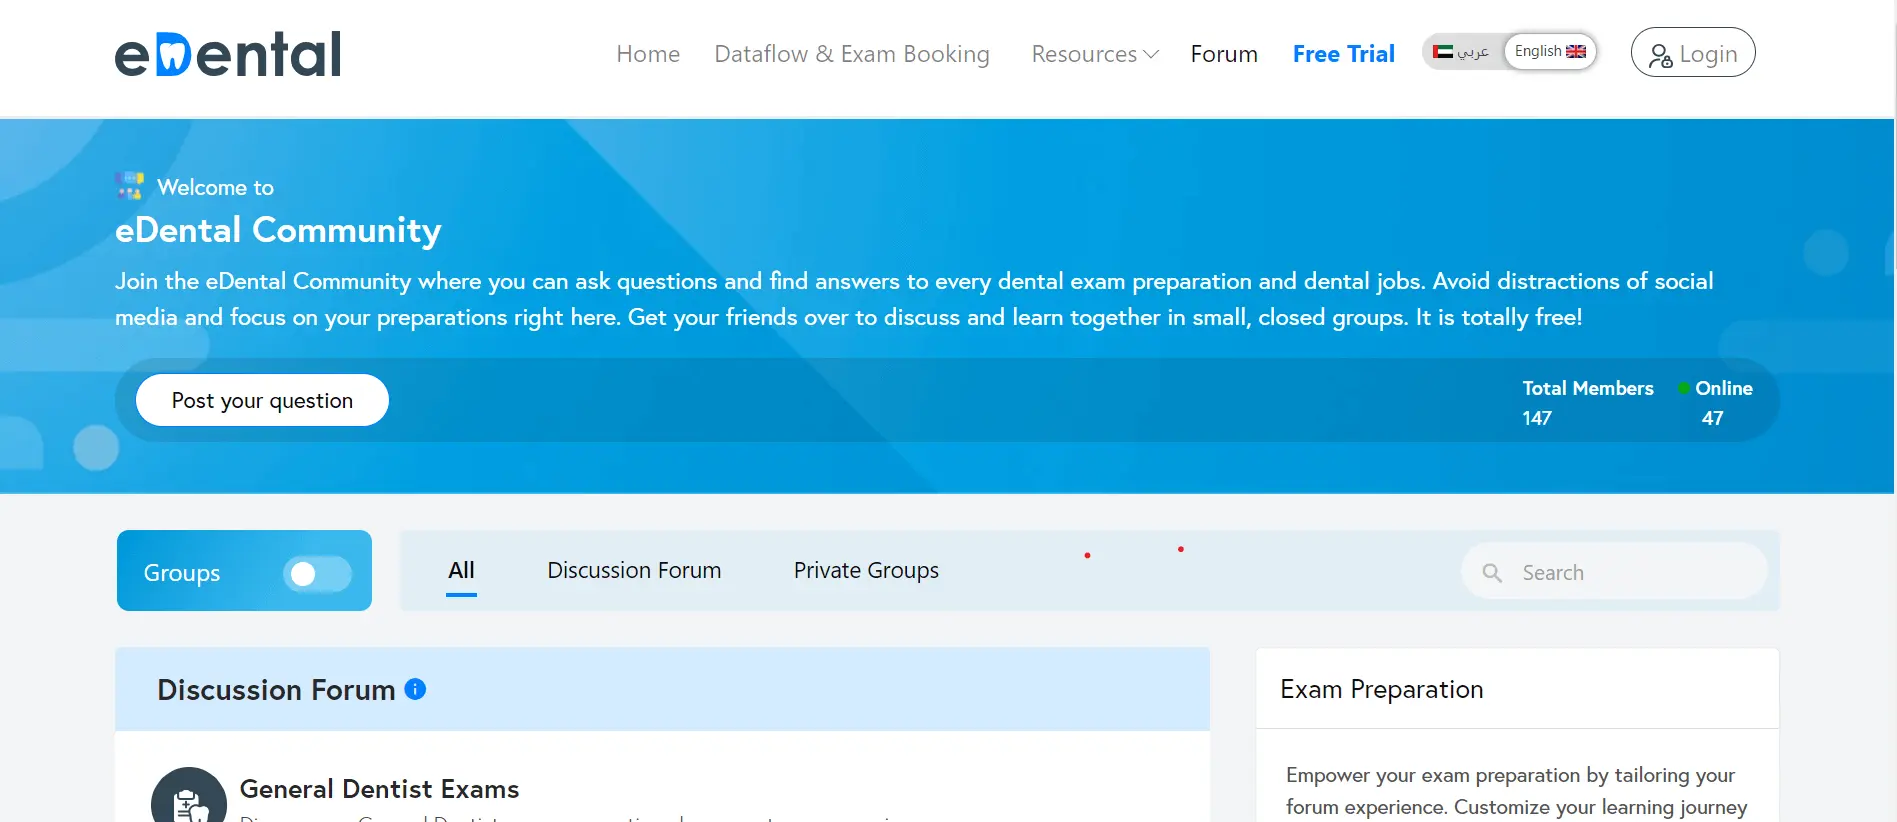 eDental
Home
Dataflow & Exam Booking
Resources
Forum
Free Trial
عربي
English
Login
Welcome to
eDental Community
Join the eDental Community where you can ask questions and find answers to every dental exam preparation and dental jobs. Avoid distractions of social
media and focus on your preparations right here. Get your friends over to discuss and learn together in small, closed groups. It is totally free!
Post your question
Total Members
147
Online
47
Groups
All
Discussion Forum
Private Groups
Search
Discussion Forum
Exam Preparation
General Dentist Exams
Empower your exam preparation by tailoring your
forum experience. Customize your learning journey